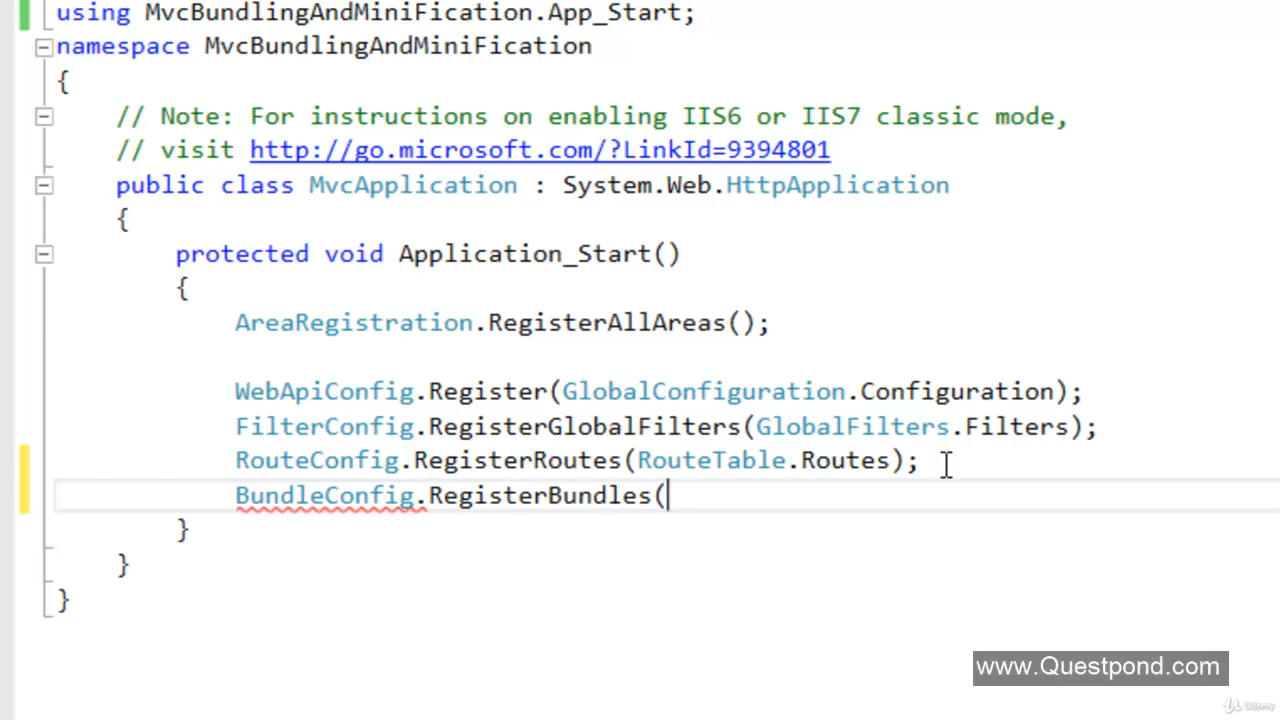 using MvcBundlingAndMiniFication.App_Start;
namespace MvcBundlingAndMiniFication
{
// Note: For instructions on enabling IIS6 or IIS7 classic mode,
// visit http://go.microsoft.com/?LinkId=9394801
public class MvcApplication : System.Web.HttpApplication
{
protected void Application_Start()
{
AreaRegistration.RegisterAllAreas();
WebApiConfig.Register(GlobalConfiguration.Configuration);
FilterConfig.RegisterGlobalFilters(GlobalFilters.Filters);
RouteConfig.RegisterRoutes(RouteTable.Routes);
BundleConfig.RegisterBundles(
}
}
}
www.Questpond.com
Udemy